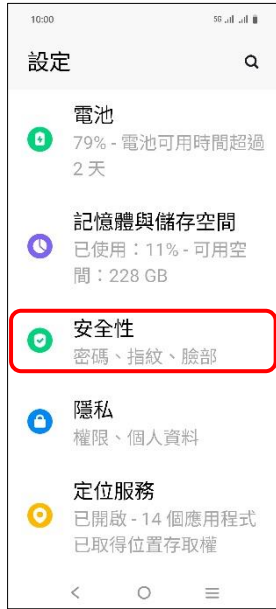 10:00
5G
設定
電池
79% - 電池可用時間超過
2 天
記憶體與儲存空間
已使用：11% - 可用空
間：228 GB
安全性
密碼、指紋、臉部
隱私
權限、個人資料
定位服務
已開啟 - 14 個應用程式
已取得位置存取權